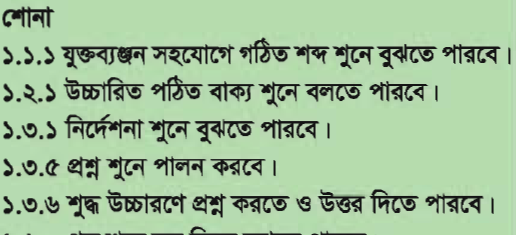 শোনা
১.১.১ যুক্তব্যঞ্জন সহযোগে গঠিত শব্দ শুনে বুঝতে পারবে।
১.২.১ উচ্চারিত পঠিত বাক্য শুনে বলতে পারবে।
১.৩.১ নির্দেশনা শুনে বুঝতে পারবে।
১.৩.৫ প্রশ্ন শুনে পালন করবে।
১.৩.৬ শুদ্ধ উচ্চারণে প্রশ্ন করতে ও উত্তর দিতে পারবে।